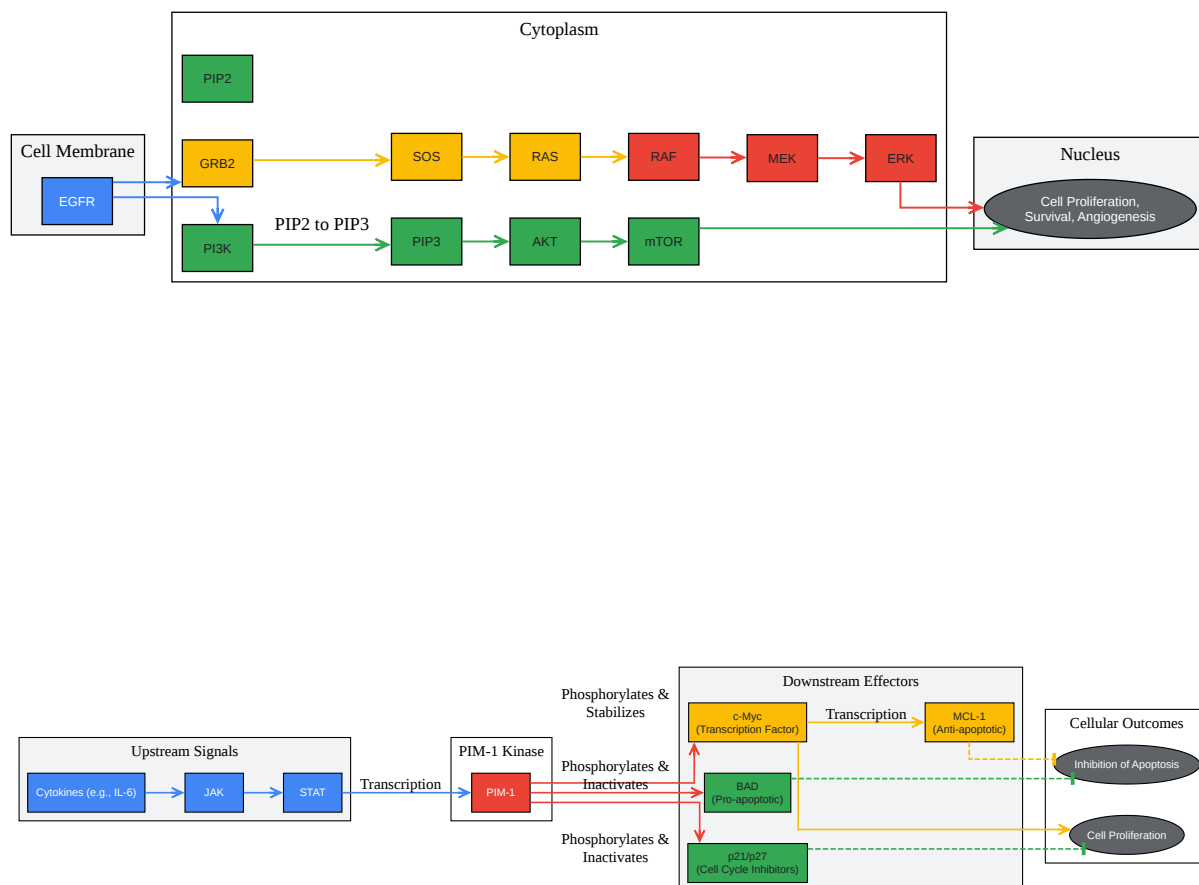 Cytoplasm
PIP2
Cell Membrane
EGFR
GRB2
SOS
RAS
RAF
MEK
ERK
Nucleus
Cell Proliferation,
Survival, Angiogenesis
PIP2 to PIP3
PI3K
PIP3
AKT
mTOR
Upstream Signals
Cytokines (e.g., IL-6)
JAK
STAT
Transcription
PIM-1 Kinase
PIM-1
Phosphorylates &
Stabilizes
Phosphorylates &
Inactivates
Phosphorylates &
Inactivates
Downstream Effectors
c-Myc
(Transcription Factor)
Transcription
MCL-1
(Anti-apoptotic)
BAD
(Pro-apoptotic)
p21/p27
(Cell Cycle Inhibitors)
Cellular Outcomes
Inhibition of Apoptosis
Cell Proliferation